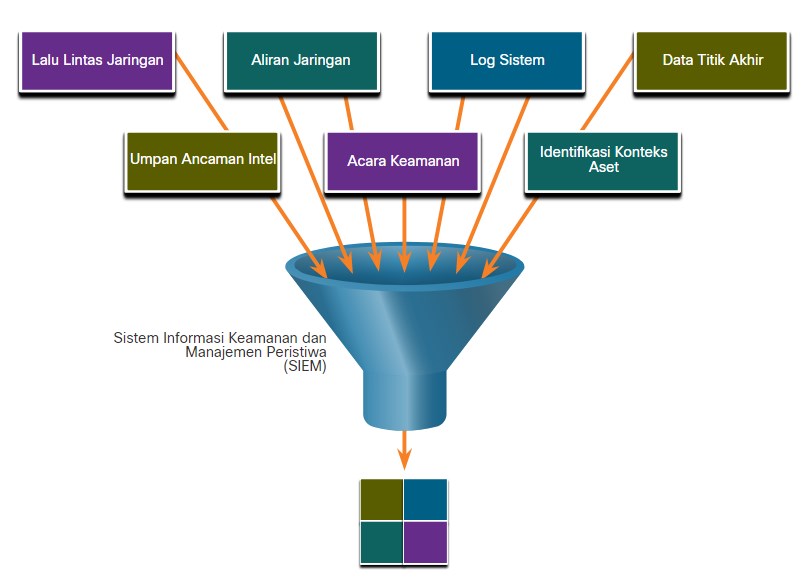 Lalu Lintas Jaringan
Aliran Jaringan
Log Sistem
Data Titik Akhir
Umpan Ancaman Intel
Acara Keamanan
Identifikasi Konteks
Aset
Sistem Informasi Keamanan dan
Manajemen Peristiwa
(SIEM)